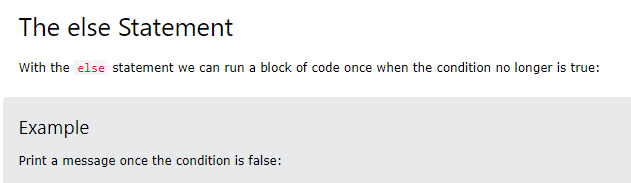 The else Statement
With the else statement we can run a block of code once when the condition no longer is true:
Example
Print a message once the condition is false: